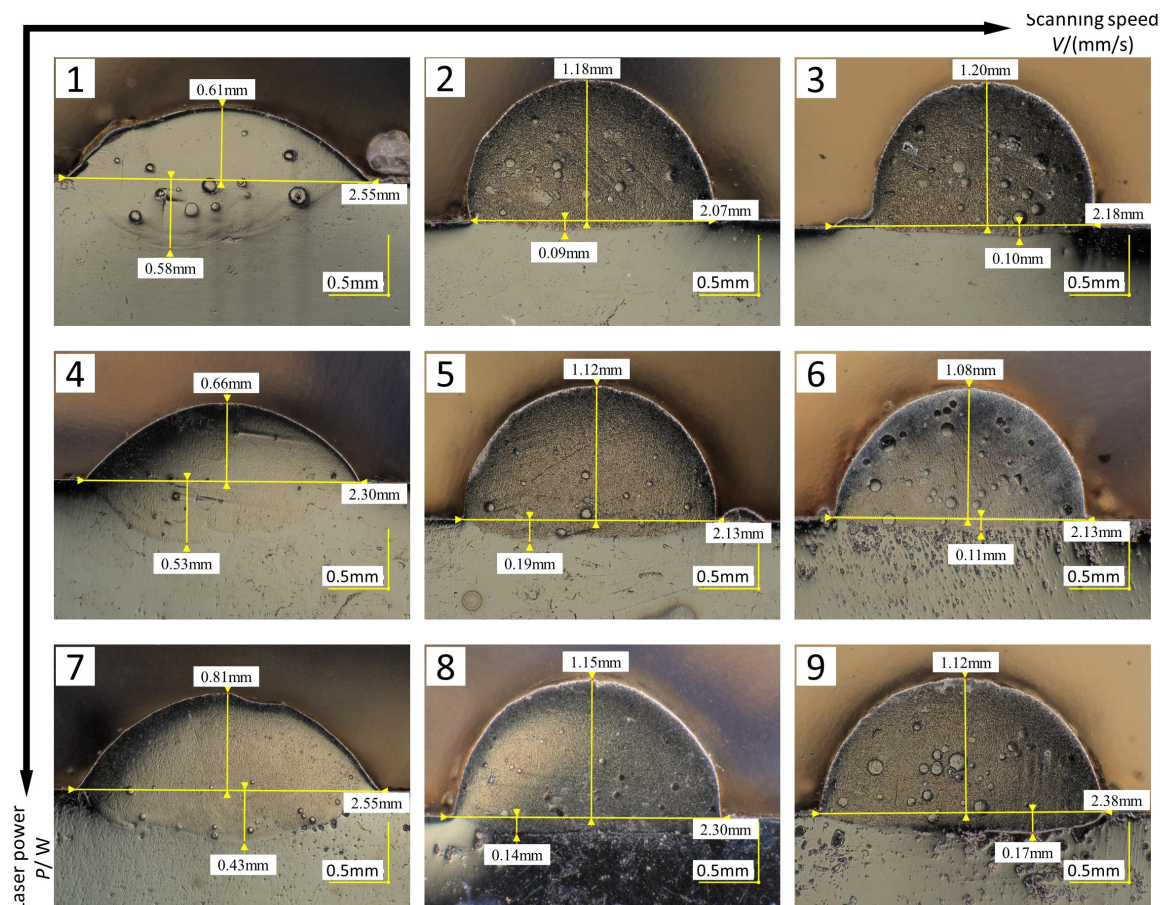 Scanning speed
V/(mm/s)
1
0.61mm
2.55mm
0.58mm
0.5mm
2
1.18mm
2.07mm
0.09mm
0.5mm
3
1.20mm
2.18mm
0.10mm
0.5mm
4
0.66mm
2.30mm
0.53mm
0.5mm
5
1.12mm
2.13mm
0.19mm
0.5mm
6
1.08mm
2.13mm
0.11mm
0.5mm
7
0.81mm
2.55mm
0.43mm
0.5mm
8
1.15mm
2.30mm
0.14mm
0.5mm
9
1.12mm
2.38mm
0.17mm
0.5mm
Laser power
P/ W